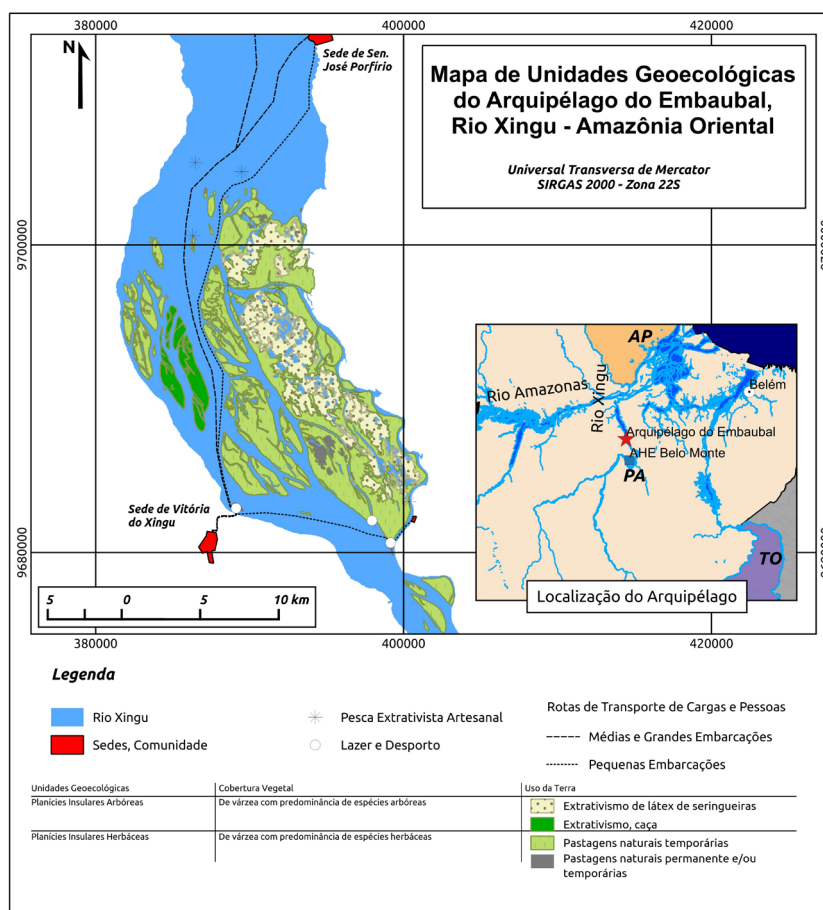 380000
400000
420000
N
Sede de Sen.
José Porfírio
Mapa de Unidades Geoecológicas
do Arquipélago do Embaubal,
Rio Xingu - Amazônia Oriental
Universal Transversa de Mercator
SIRGAS 2000 - Zona 22S
9700000
9700000
AP
Rio Amazonas
Rio Xingu
Belém
Arquipélago do Embaubal
AHE Belo Monte
PA
TO
Localização do Arquipélago
Sede de Vitória
do Xingu
9680000
9680000
5 0 5 10 km
380000
400000
420000
Legenda
Rio Xingu
Sedes, Comunidade
Pesca Extrativista Artesanal
Lazer e Desporto
Rotas de Transporte de Cargas e Pessoas
Médias e Grandes Embarcações
Pequenas Embarcações
Unidades Geoecológicas Cobertura Vegetal Uso da Terra
Planícies Insulares Arbóreas De várzea com predominância de espécies arbóreas Extrativismo de látex de seringueiras
Extrativismo, caça
Planícies Insulares Herbáceas De várzea com predominância de espécies herbáceas Pastagens naturais temporárias
Pastagens naturais permanente e/ou
temporárias